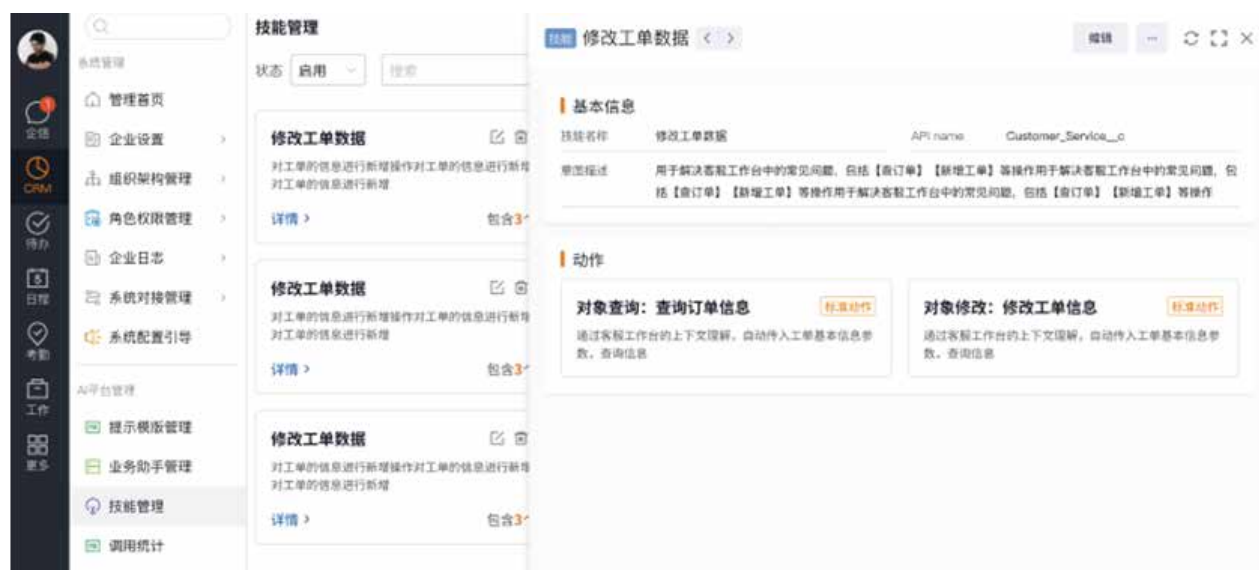 企信
CRM
待办
5
日程
考勤
工作
更多
系统管理
管理首页
企业设置
组织架构管理
角色权限管理
企业日志
系统对接管理
系统配置引导
AI平台管理
提示模版管理
业务助手管理
技能管理
调用统计
技能管理
状态 启用 搜索
修改工单数据
对工单的信息进行新增操作对工单的信息进行新增
对工单的信息进行新增
详情 > 包含3个
修改工单数据
对工单的信息进行新增操作对工单的信息进行新增
对工单的信息进行新增
详情 > 包含3个
修改工单数据
对工单的信息进行新增操作对工单的信息进行新增
对工单的信息进行新增
详情 > 包含3个
技能 修改工单数据 < > 编辑 ...
基本信息
技能名称 修改工单数据 API name Customer_Service__c
意图描述 用于解决客服工作台中的常见问题，包括【查订单】【新增工单】等操作用于解决客服工作台中的常见问题，包
括【查订单】【新增工单】等操作用于解决客服工作台中的常见问题，包括【查订单】【新增工单】等操作
动作
对象查询：查询订单信息 标准动作
通过客服工作台的上下文理解，自动传入工单基本信息参
数，查询信息
对象修改：修改工单信息 标准动作
通过客服工作台的上下文理解，自动传入工单基本信息参
数，查询信息